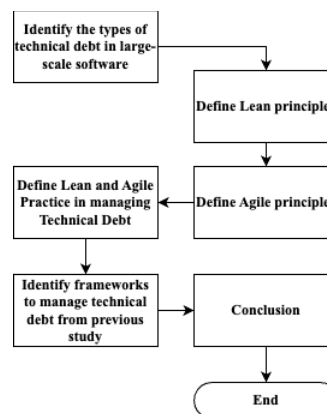 Identify the types of
technical debt in large-
scale software
Define Lean principle
Define Agile principle
Define Lean and Agile
Practice in managing
Technical Debt
Identify frameworks
to manage technical
debt from previous
study
Conclusion
End